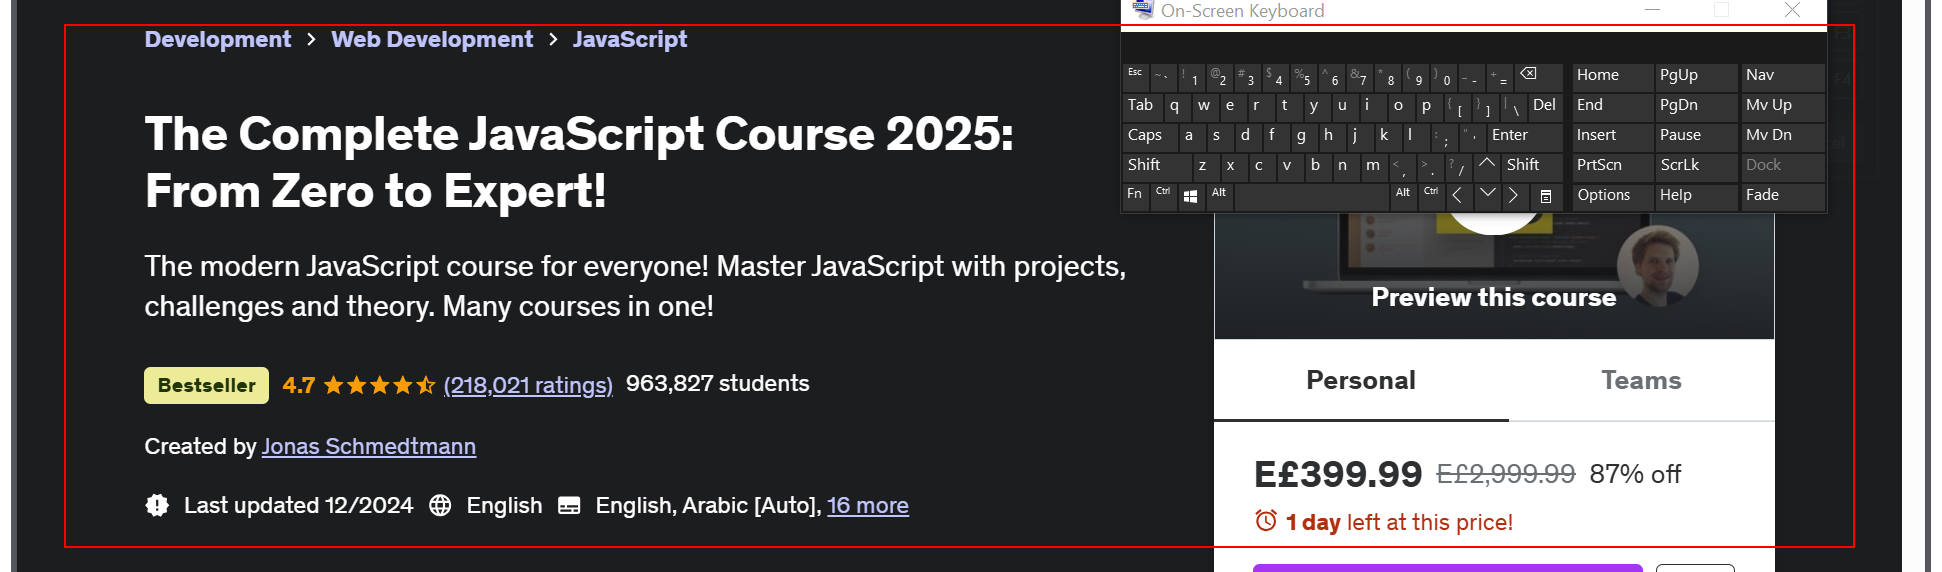 On-Screen Keyboard
Development > Web Development > JavaScript
The Complete JavaScript Course 2025:
From Zero to Expert!
The modern JavaScript course for everyone! Master JavaScript with projects,
challenges and theory. Many courses in one!
Bestseller 4.7 (218,021 ratings) 963,827 students
Created by Jonas Schmedtmann
Last updated 12/2024 English English, Arabic [Auto], 16 more
Esc ~ ` ! 1 @ 2 # 3 $ 4 % 5 ^ 6 & 7 * 8 ( 9 ) 0 _ - + = Home PgUp Nav
Tab q w e r t y u i o p { [ } ] | \ Del End PgDn Mv Up
Caps a s d f g h j k l : ; " ' Enter Insert Pause Mv Dn
Shift z x c v b n m < , > . ? / Shift PrtScn ScrLk Dock
Fn Ctrl Alt Alt Ctrl Options Help Fade
Preview this course
Personal Teams
E£399.99 E£2,999.99 87% off
1 day left at this price!